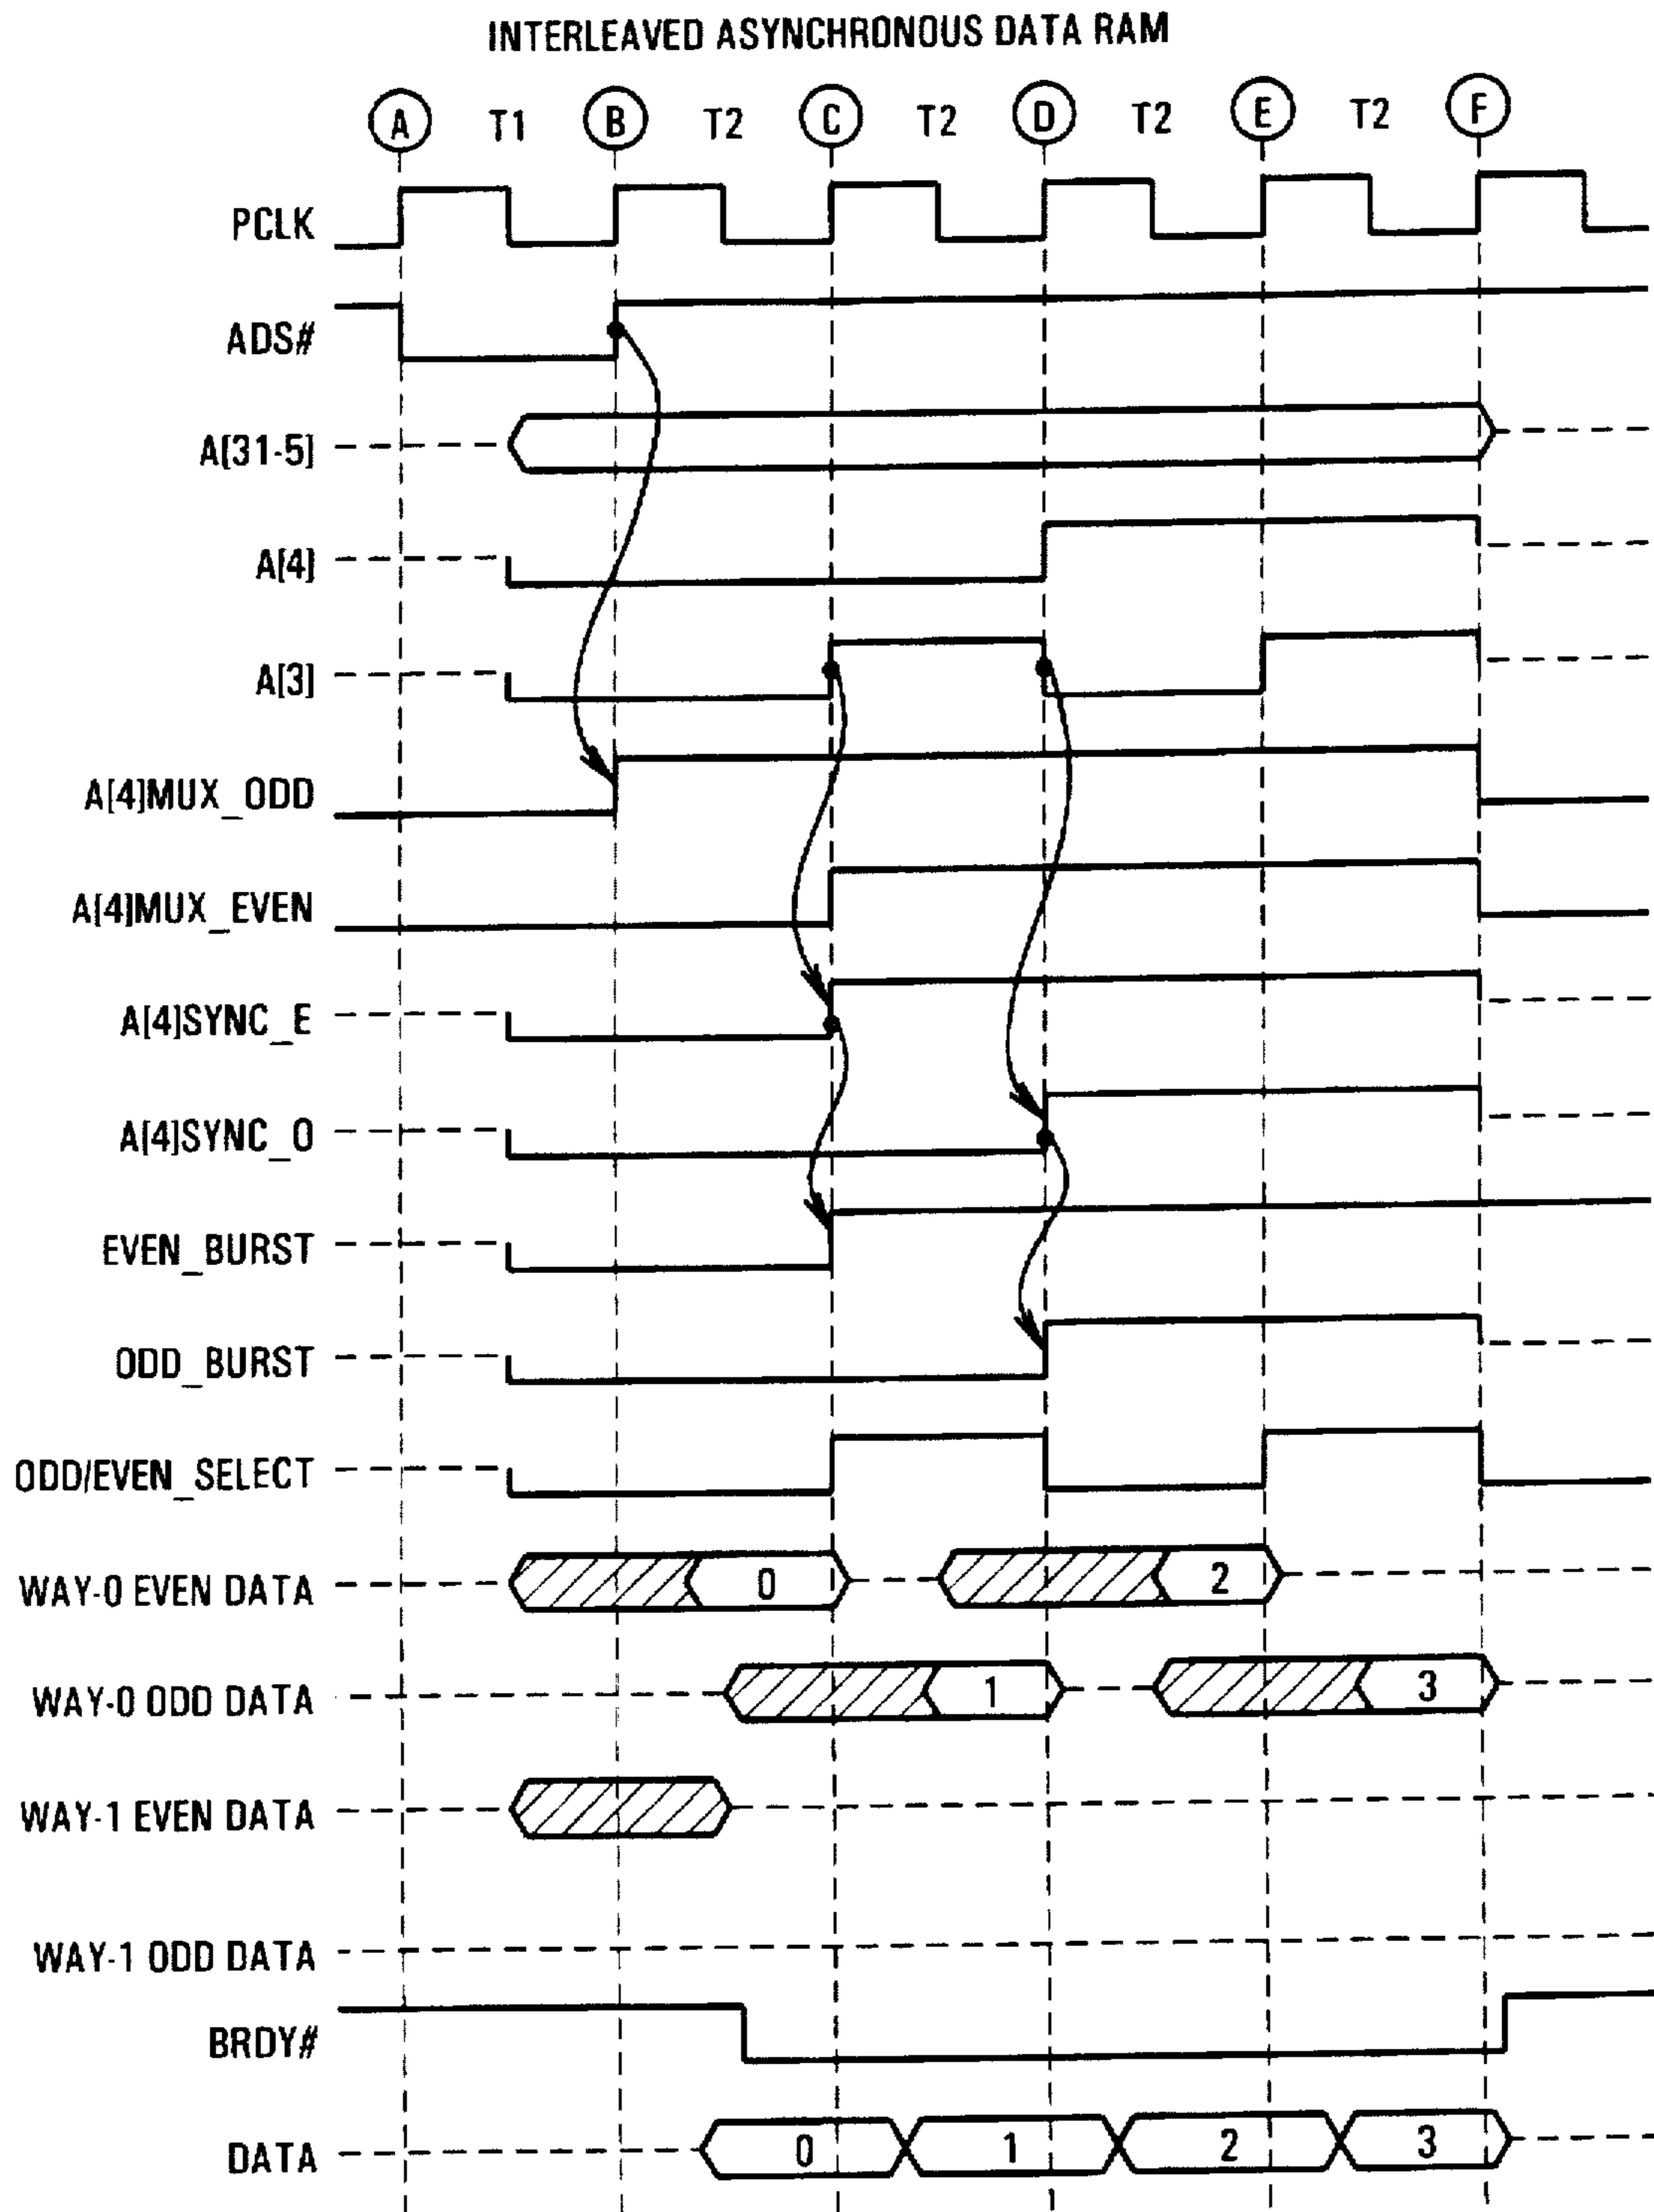 INTERLEAVED ASYNCHRONOUS DATA RAM
A T1 B T2 C T2 D T2 E T2 F
PCLK
ADS#
A[31-5]
A[4]
A[3]
A[4]MUX_ODD
A[4]MUX_EVEN
A[4]SYNC_E
A[4]SYNC_O
EVEN_BURST
ODD_BURST
ODD/EVEN_SELECT
WAY-0 EVEN DATA 0 2
WAY-0 ODD DATA 1 3
WAY-1 EVEN DATA
WAY-1 ODD DATA
BRDY#
DATA 0 1 2 3